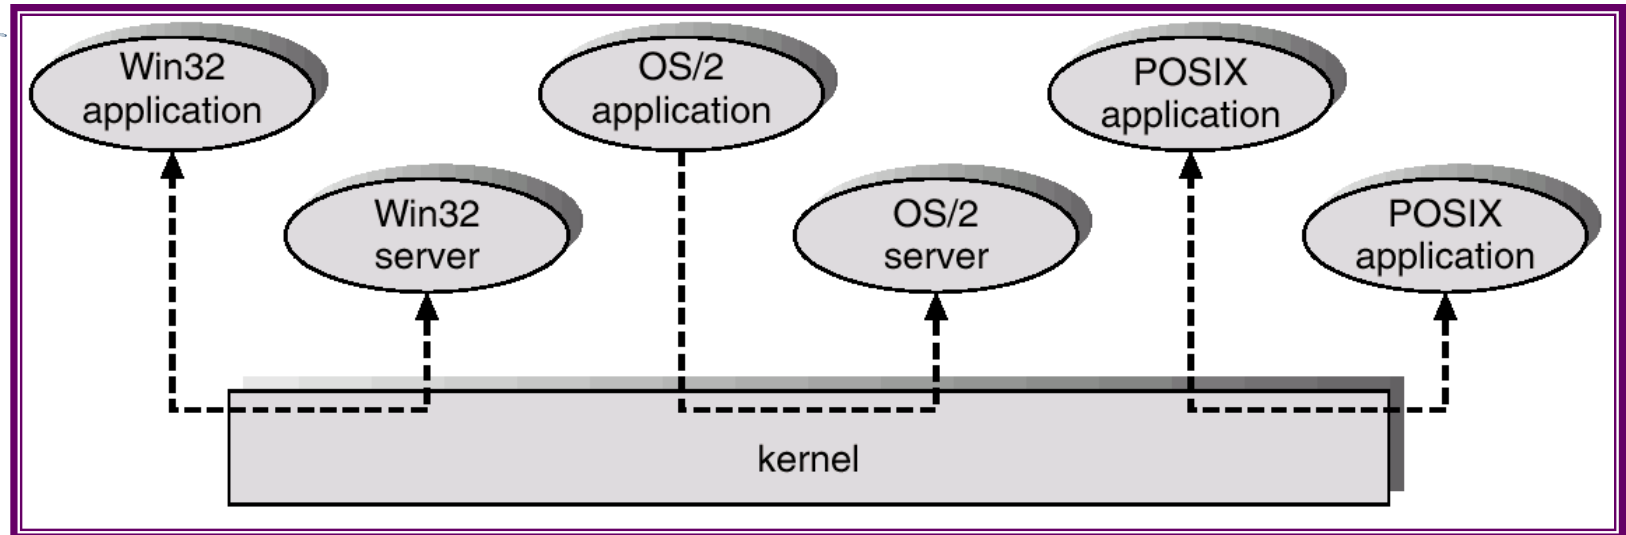 Win32
application
OS/2
application
POSIX
application
Win32
server
OS/2
server
POSIX
application
kernel